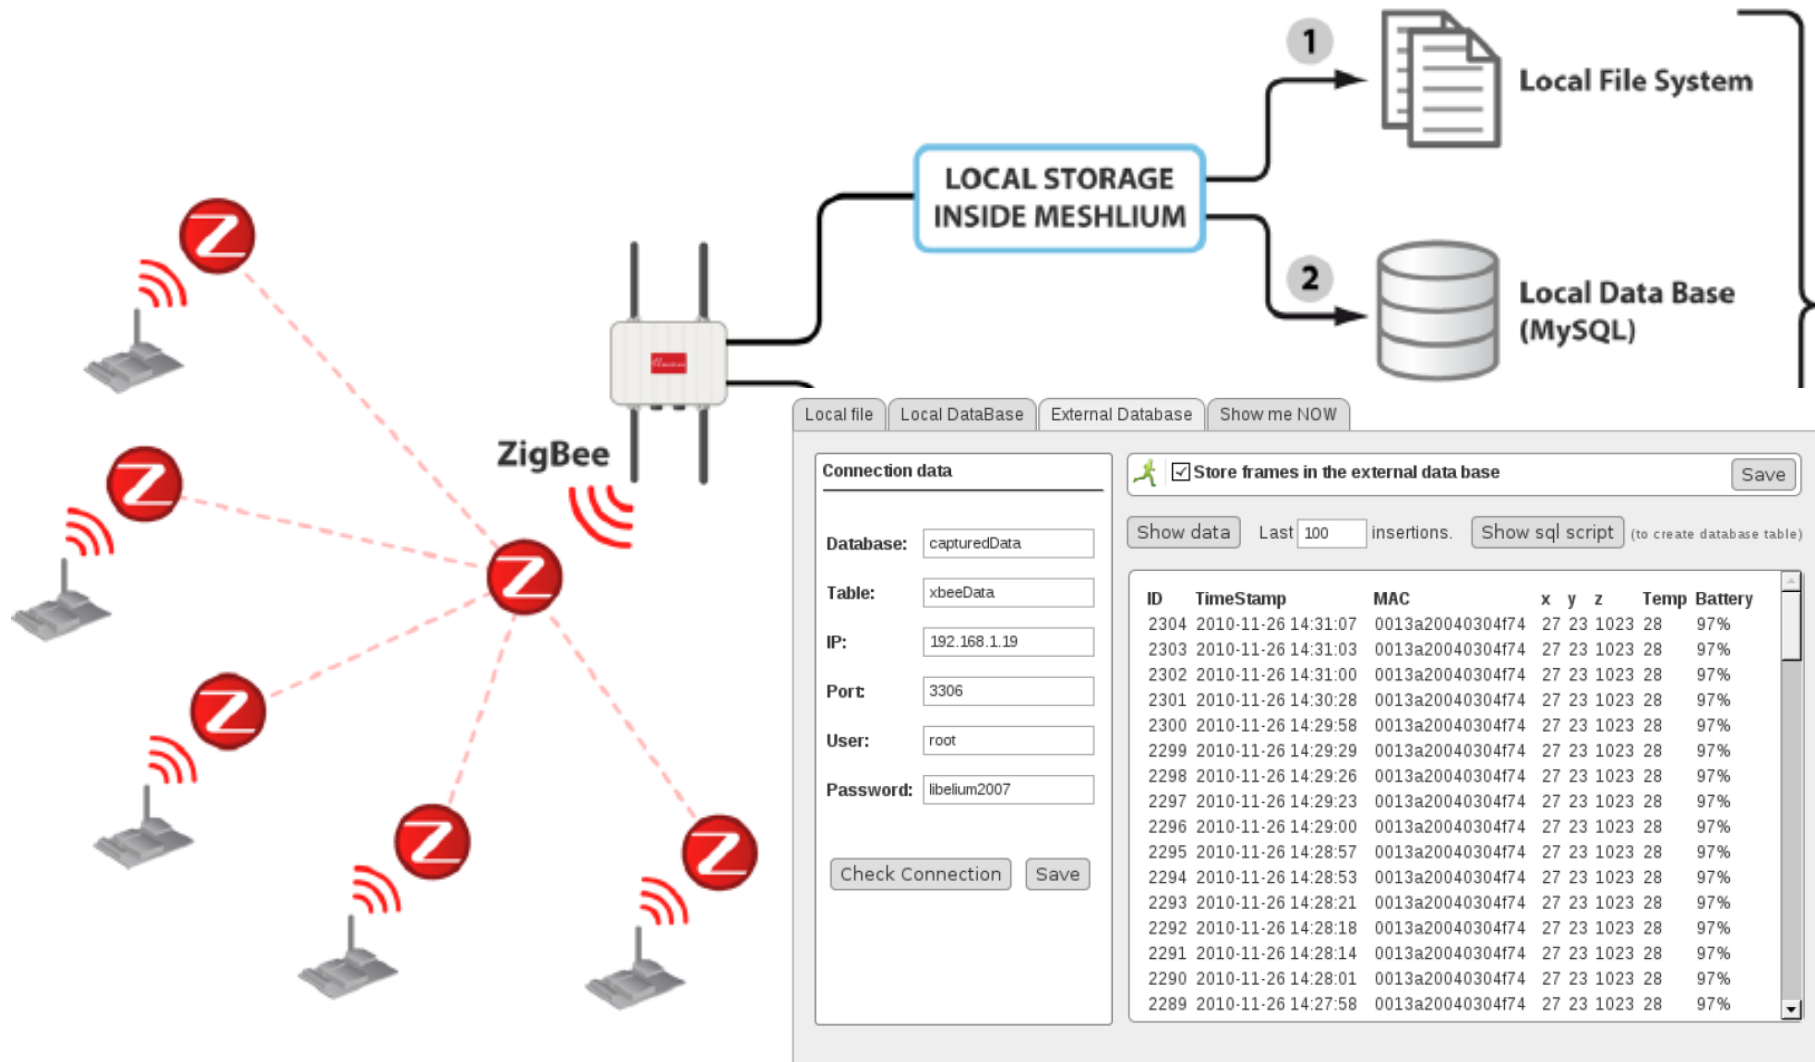 1
Local File System
LOCAL STORAGE
INSIDE MESHLIUM
2
Local Data Base
(MySQL)
ZigBee
Z
Z
Z
Z
Z
Z
Local file
Local DataBase
External Database
Show me NOW
Connection data
Database: capturedData
Table: xbeeData
IP: 192.168.1.19
Port: 3306
User: root
Password: libelium2007
Check Connection Save
Store frames in the external data base Save
Show data Last 100 insertions. Show sql script (to create database table)
ID TimeStamp MAC x y z Temp Battery
2304 2010-11-26 14:31:07 0013a20040304f74 27 23 1023 28 97%
2303 2010-11-26 14:31:03 0013a20040304f74 27 23 1023 28 97%
2302 2010-11-26 14:31:00 0013a20040304f74 27 23 1023 28 97%
2301 2010-11-26 14:30:28 0013a20040304f74 27 23 1023 28 97%
2300 2010-11-26 14:29:58 0013a20040304f74 27 23 1023 28 97%
2299 2010-11-26 14:29:29 0013a20040304f74 27 23 1023 28 97%
2298 2010-11-26 14:29:26 0013a20040304f74 27 23 1023 28 97%
2297 2010-11-26 14:29:23 0013a20040304f74 27 23 1023 28 97%
2296 2010-11-26 14:29:00 0013a20040304f74 27 23 1023 28 97%
2295 2010-11-26 14:28:57 0013a20040304f74 27 23 1023 28 97%
2294 2010-11-26 14:28:53 0013a20040304f74 27 23 1023 28 97%
2293 2010-11-26 14:28:21 0013a20040304f74 27 23 1023 28 97%
2292 2010-11-26 14:28:18 0013a20040304f74 27 23 1023 28 97%
2291 2010-11-26 14:28:14 0013a20040304f74 27 23 1023 28 97%
2290 2010-11-26 14:28:01 0013a20040304f74 27 23 1023 28 97%
2289 2010-11-26 14:27:58 0013a20040304f74 27 23 1023 28 97%